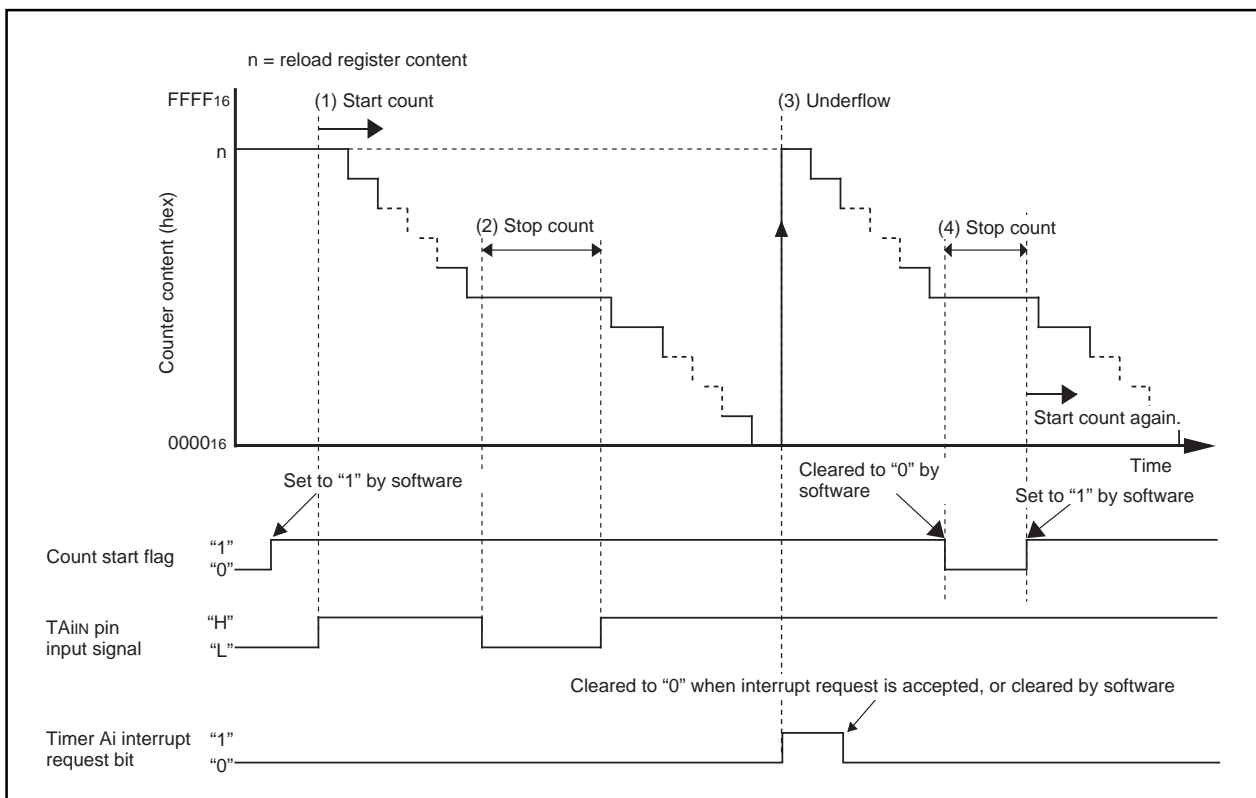 n = reload register content
FFFF16
(1) Start count
(3) Underflow
n
Counter content (hex)
(2) Stop count
(4) Stop count
Start count again.
000016
Time
Set to “1” by software
Cleared to “0” by
software
Set to “1” by software
Count start flag
“1”
“0”
TAiIN pin
input signal
“H”
“L”
Cleared to “0” when interrupt request is accepted, or cleared by software
Timer Ai interrupt
request bit
“1”
“0”